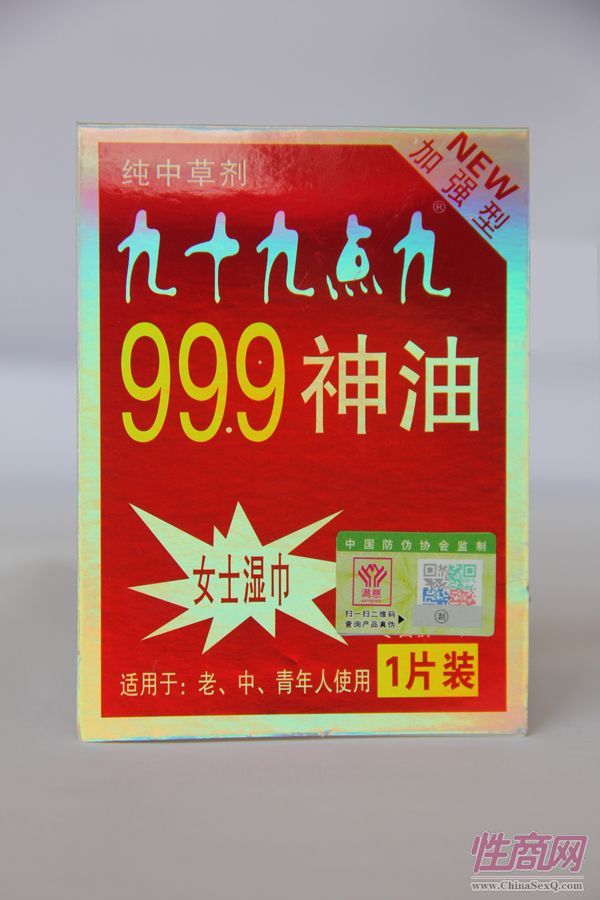 纯中草剂
NEW
加强型
九十九点九®
99.9神油
女士湿巾
中国防伪协会监制
满意
扫一扫二维码
查询产品真伪
刮
适用于：老、中、青年人使用
1片装
性商网
www.ChinaSexQ.com